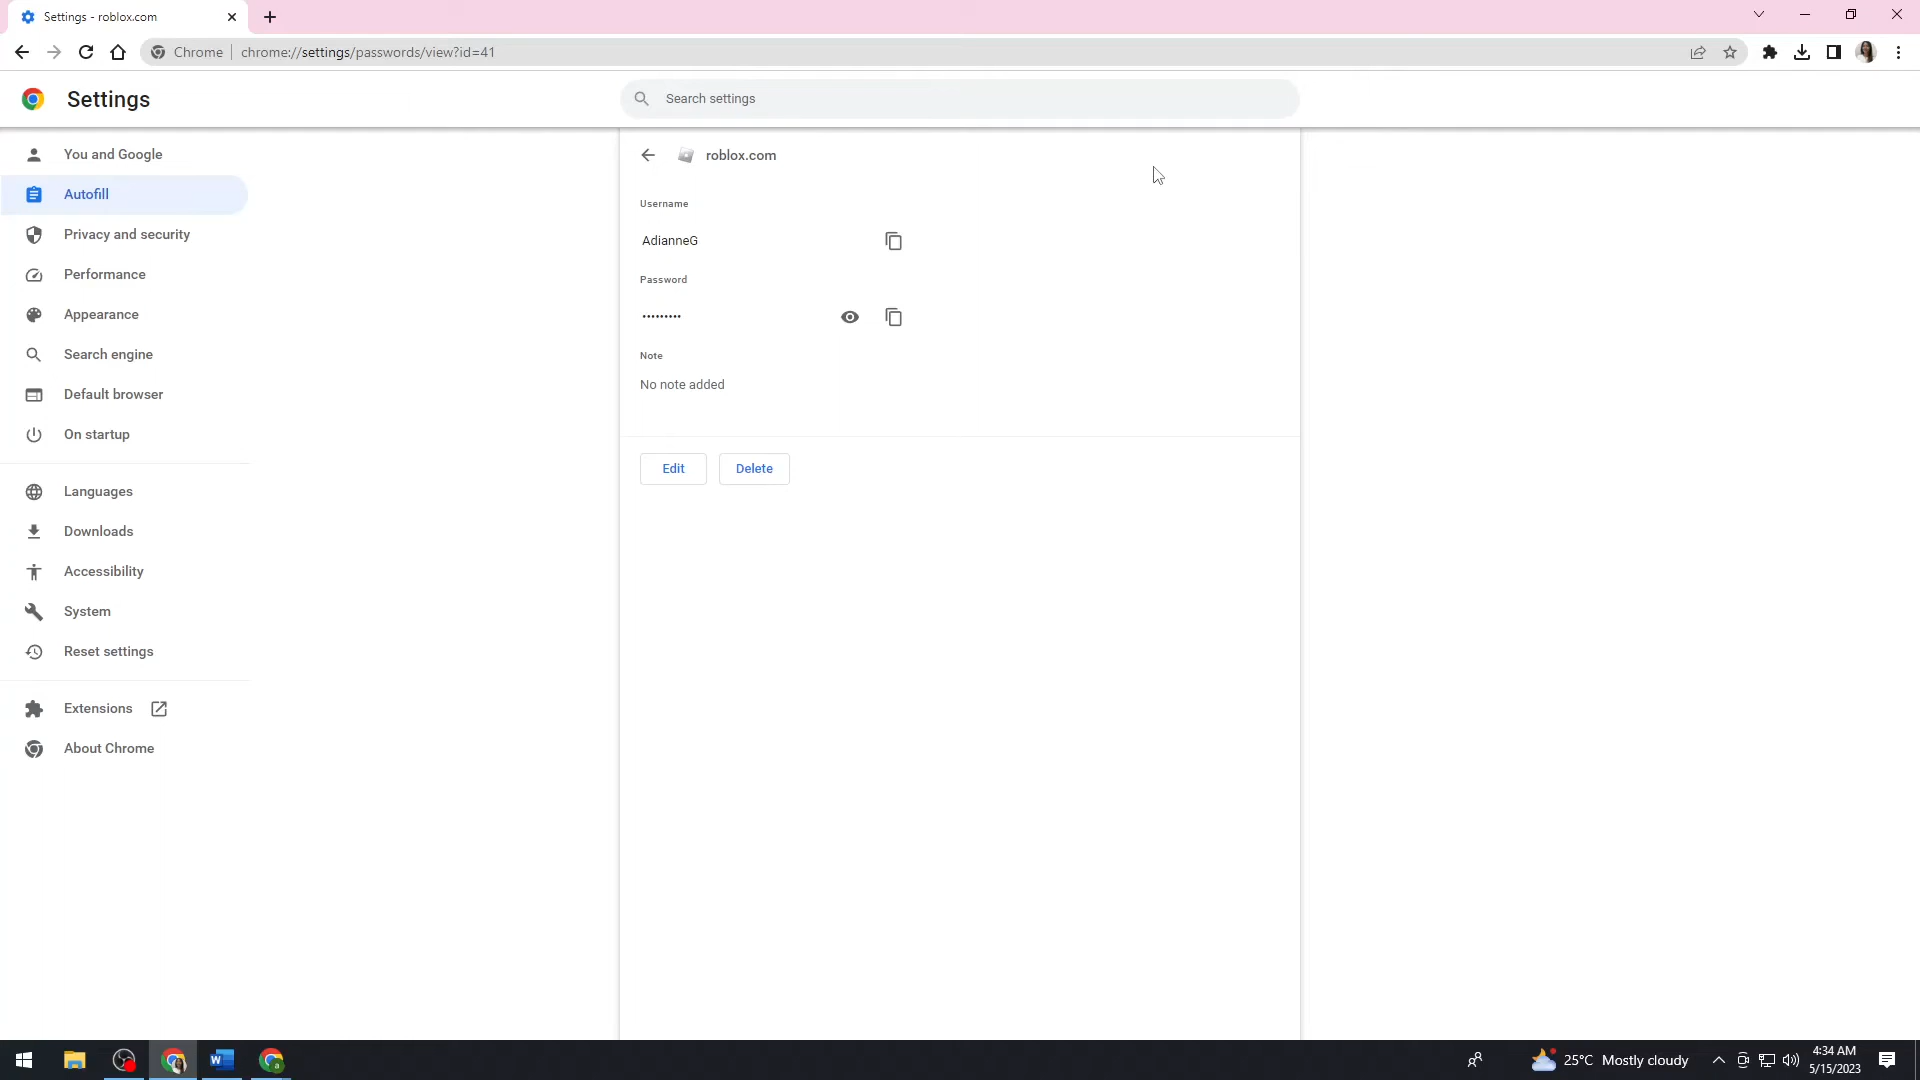 Settings - roblox.com
Chrome chrome://settings/passwords/view?id=41
Settings
Search settings
You and Google
Autofill
Privacy and security
Performance
Appearance
Search engine
Default browser
On startup
Languages
Downloads
Accessibility
System
Reset settings
Extensions
About Chrome
roblox.com
Username
AdianneG
Password
•••••••••
Note
No note added
Edit Delete
25°C Mostly cloudy
4:34 AM
5/15/2023